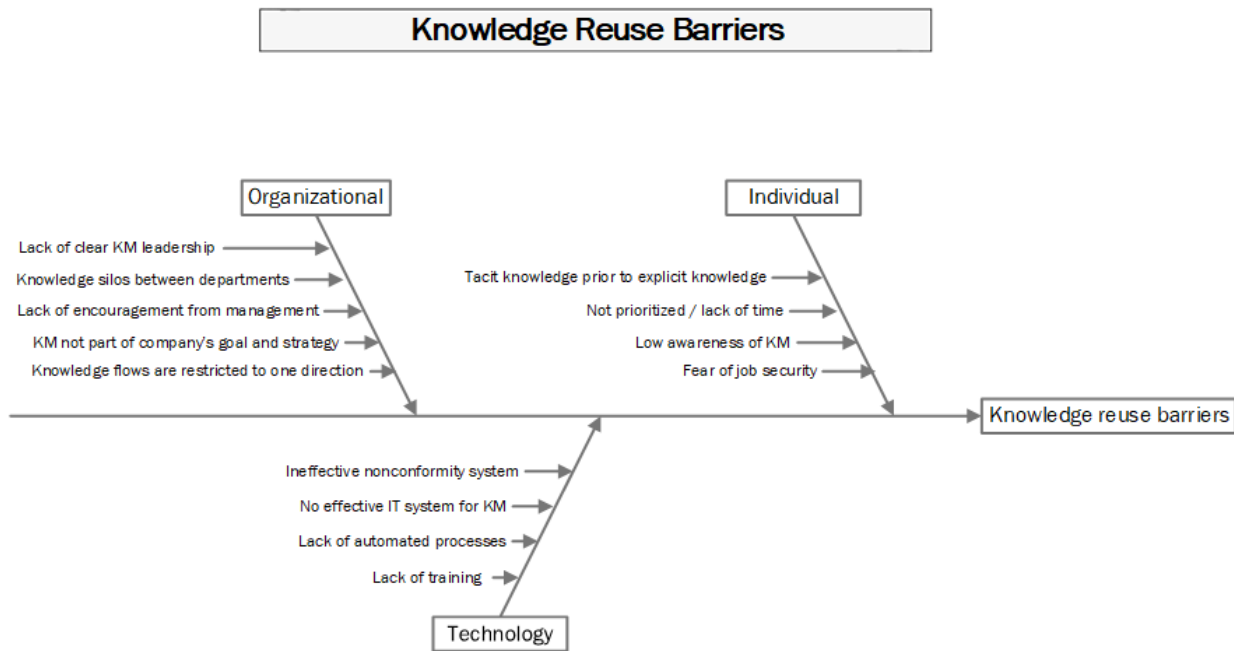 Knowledge Reuse Barriers
Organizational
Lack of clear KM leadership
Knowledge silos between departments
Lack of encouragement from management
KM not part of company's goal and strategy
Knowledge flows are restricted to one direction
Individual
Tacit knowledge prior to explicit knowledge
Not prioritized / lack of time
Low awareness of KM
Fear of job security
Knowledge reuse barriers
Ineffective nonconformity system
No effective IT system for KM
Lack of automated processes
Lack of training
Technology